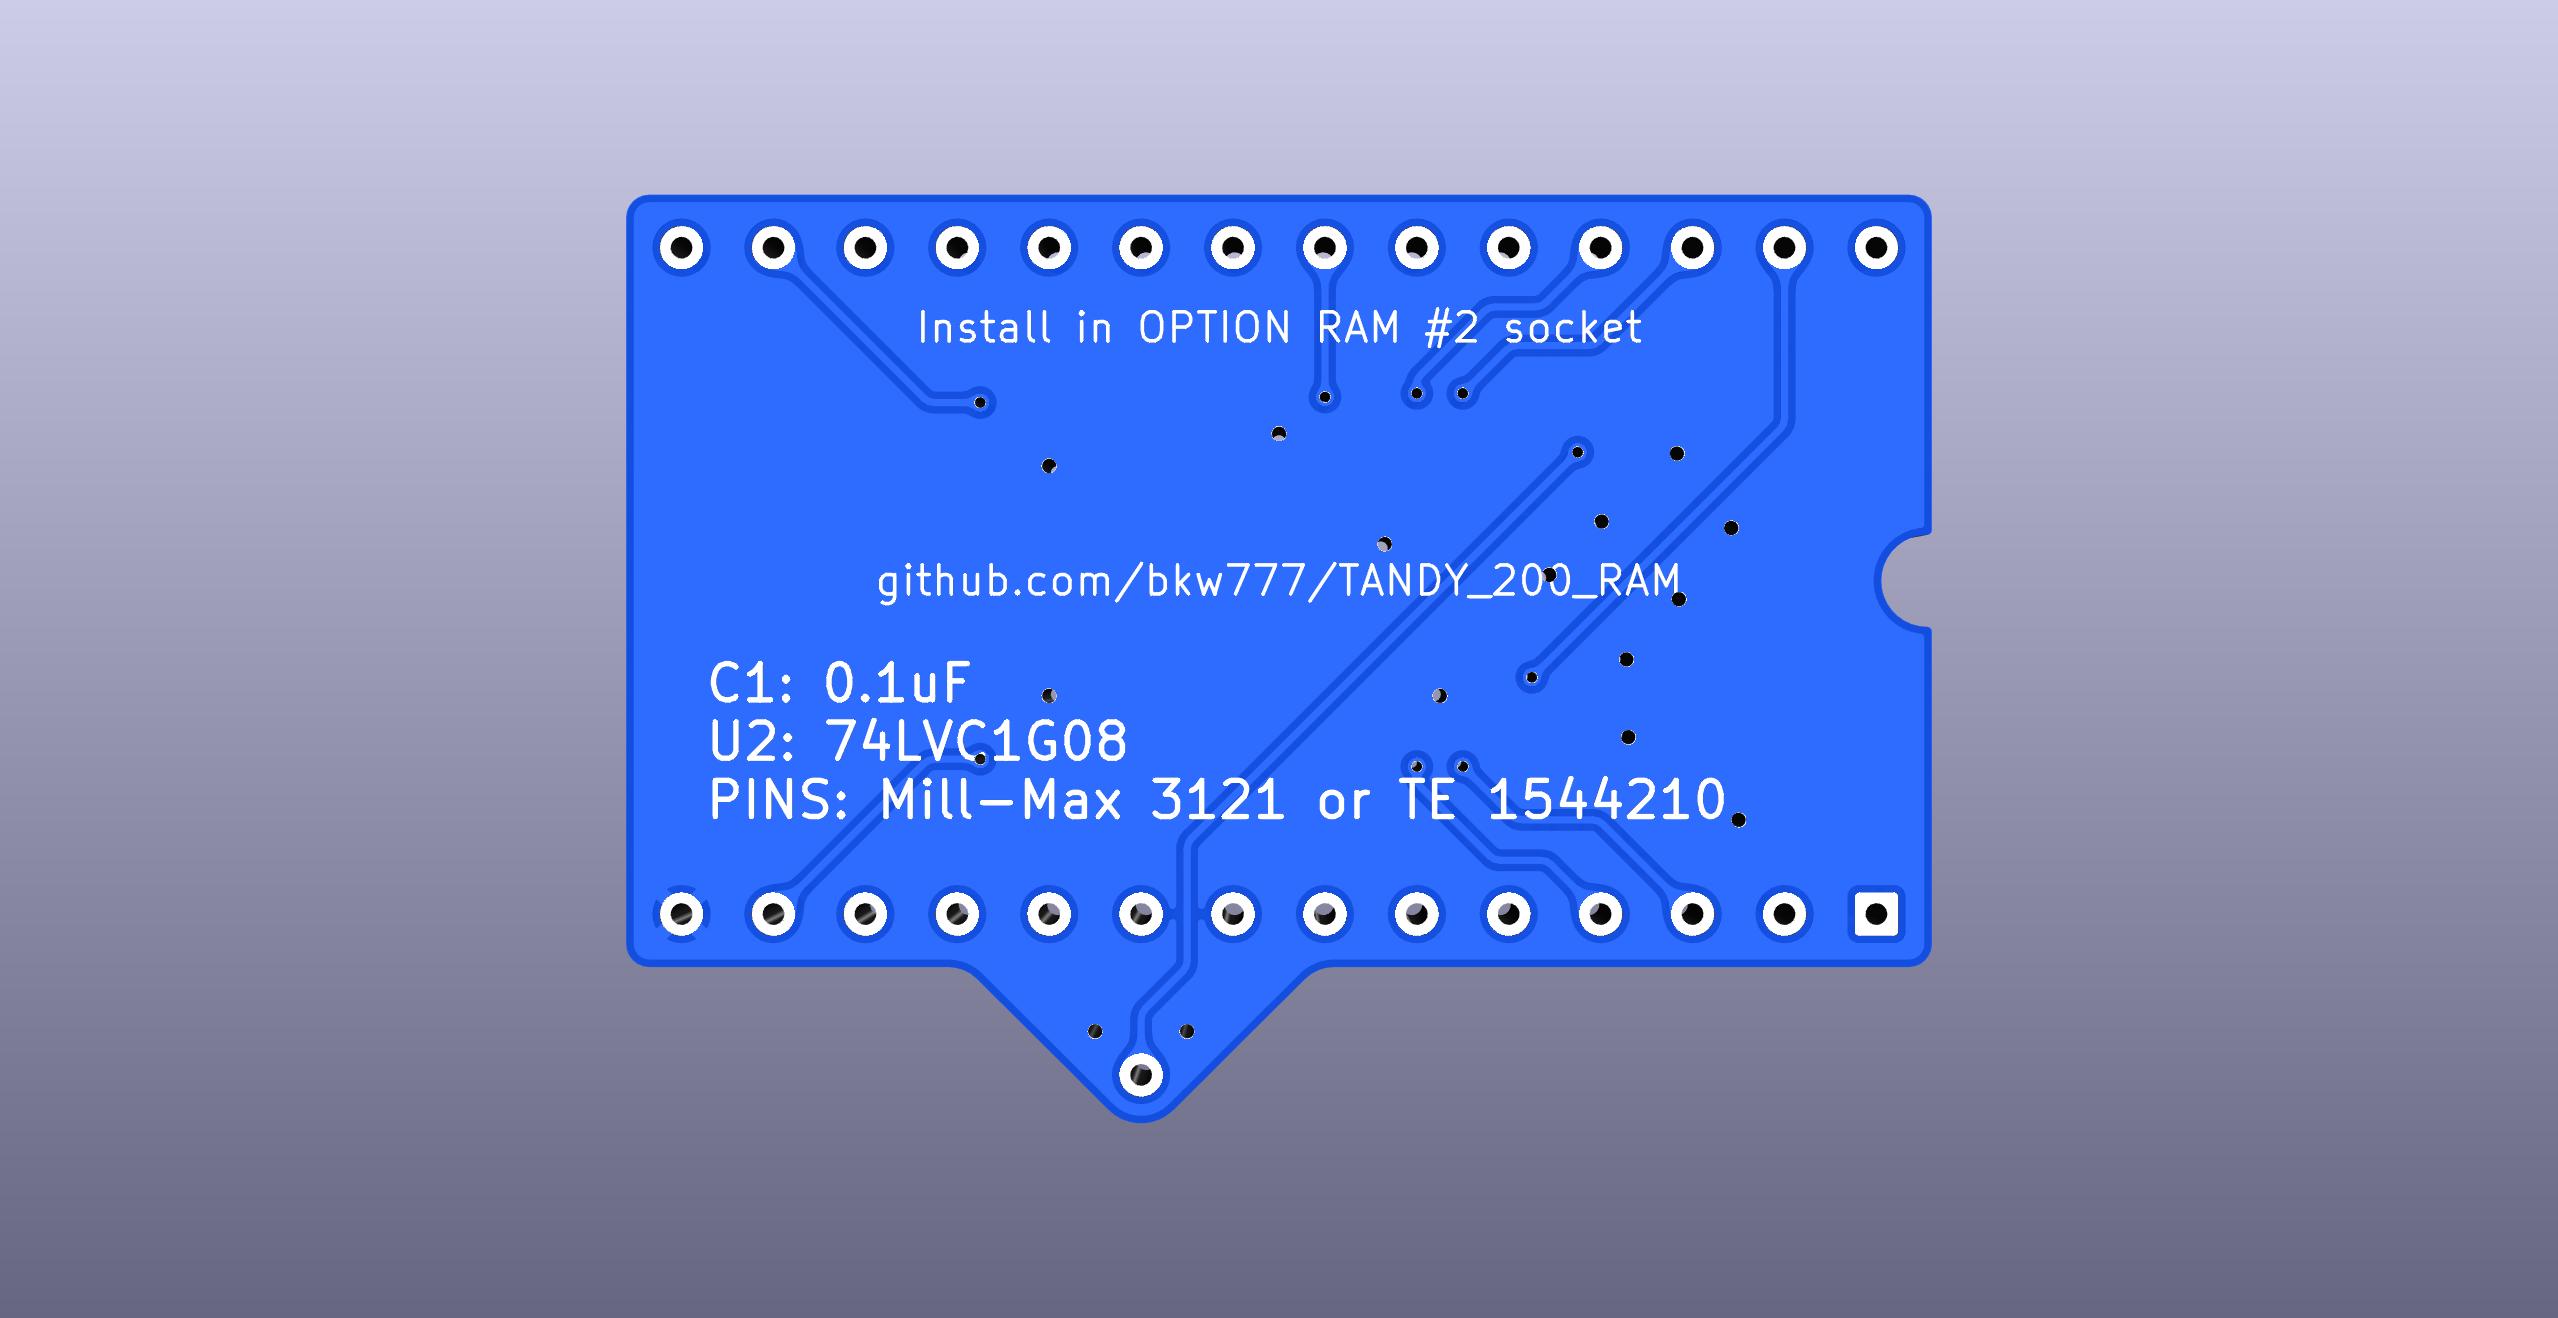 Install in OPTION RAM #2 socket
github.com/bkw777/TANDY_200_RAM
C1: 0.1uF
U2: 74LVC1G08
PINS: Mill-Max 3121 or TE 1544210